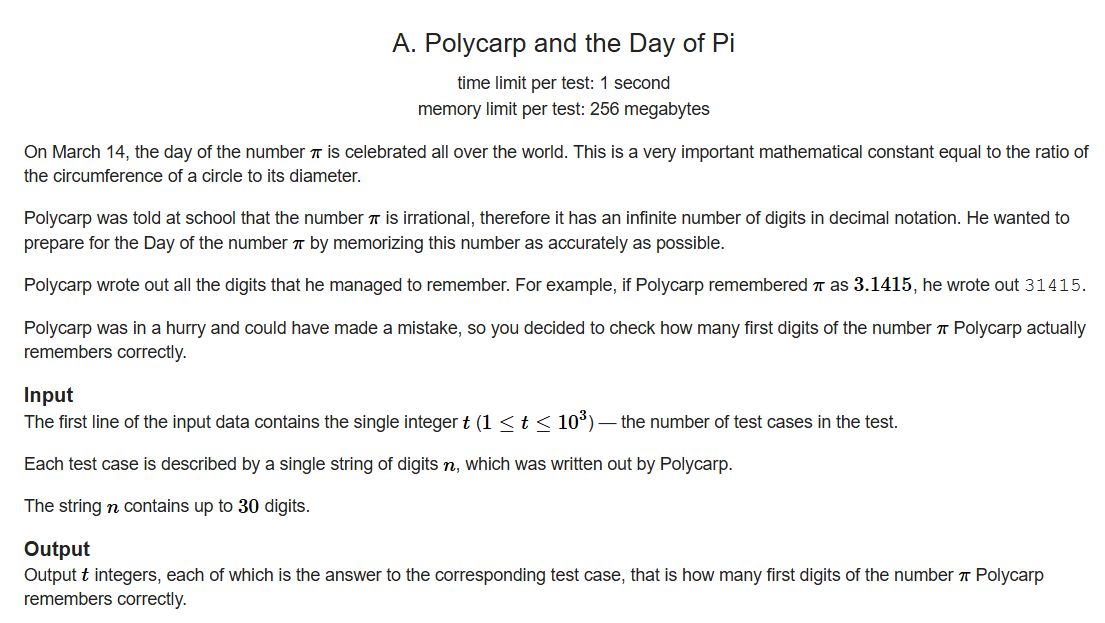 A. Polycarp and the Day of Pi
time limit per test: 1 second
memory limit per test: 256 megabytes
On March 14, the day of the number π is celebrated all over the world. This is a very important mathematical constant equal to the ratio of
the circumference of a circle to its diameter.
Polycarp was told at school that the number π is irrational, therefore it has an infinite number of digits in decimal notation. He wanted to
prepare for the Day of the number π by memorizing this number as accurately as possible.
Polycarp wrote out all the digits that he managed to remember. For example, if Polycarp remembered π as 3.1415, he wrote out 31415.
Polycarp was in a hurry and could have made a mistake, so you decided to check how many first digits of the number π Polycarp actually
remembers correctly.
Input
The first line of the input data contains the single integer t (1 ≤ t ≤ 10³) — the number of test cases in the test.
Each test case is described by a single string of digits n, which was written out by Polycarp.
The string n contains up to 30 digits.
Output
Output t integers, each of which is the answer to the corresponding test case, that is how many first digits of the number π Polycarp
remembers correctly.